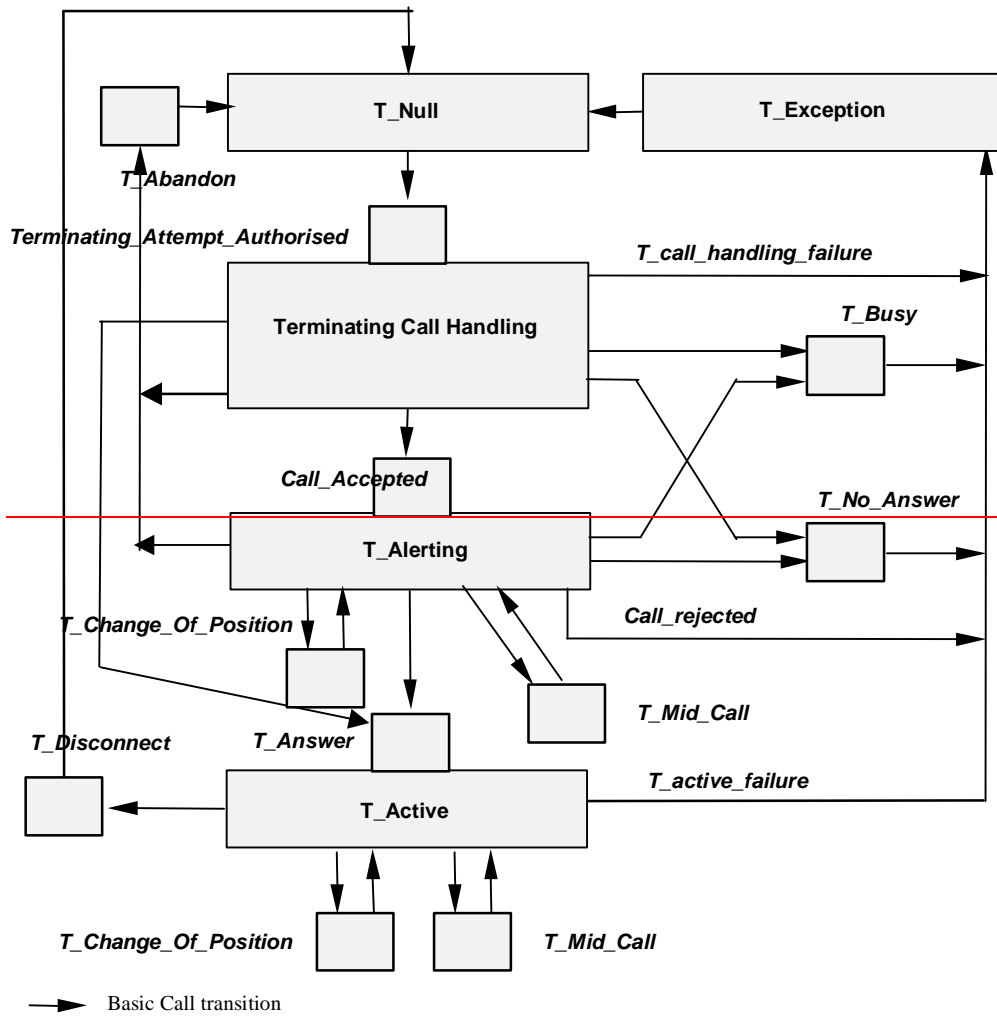 T_Null
T_Exception
T_Abandon
Terminating_Attempt_Authorised
T_call_handling_failure
Terminating Call Handling
T_Busy
Call_Accepted
T_No_Answer
T_Alerting
T_Change_Of_Position
Call_rejected
T_Mid_Call
T_Disconnect
T_Answer
T_active_failure
T_Active
T_Change_Of_Position
T_Mid_Call
Basic Call transition